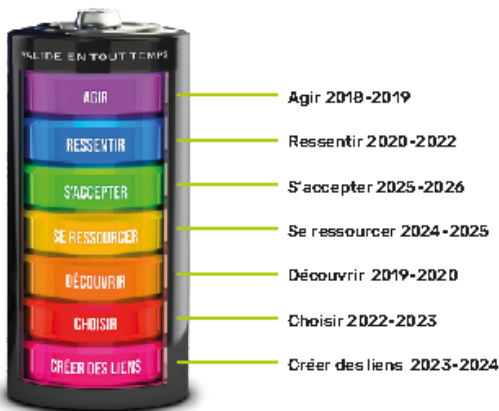 VALIDE EN TOUT TEMPS
AGIR
RESSENTIR
S'ACCEPTER
SE RESSOURCER
DÉCOUVRIR
CHOISIR
CRÉER DES LIENS
Agir 2018-2019
Ressentir 2020-2022
S'accepter 2025-2026
Se ressourcer 2024-2025
Découvrir 2019-2020
Choisir 2022-2023
Créer des liens 2023-2024